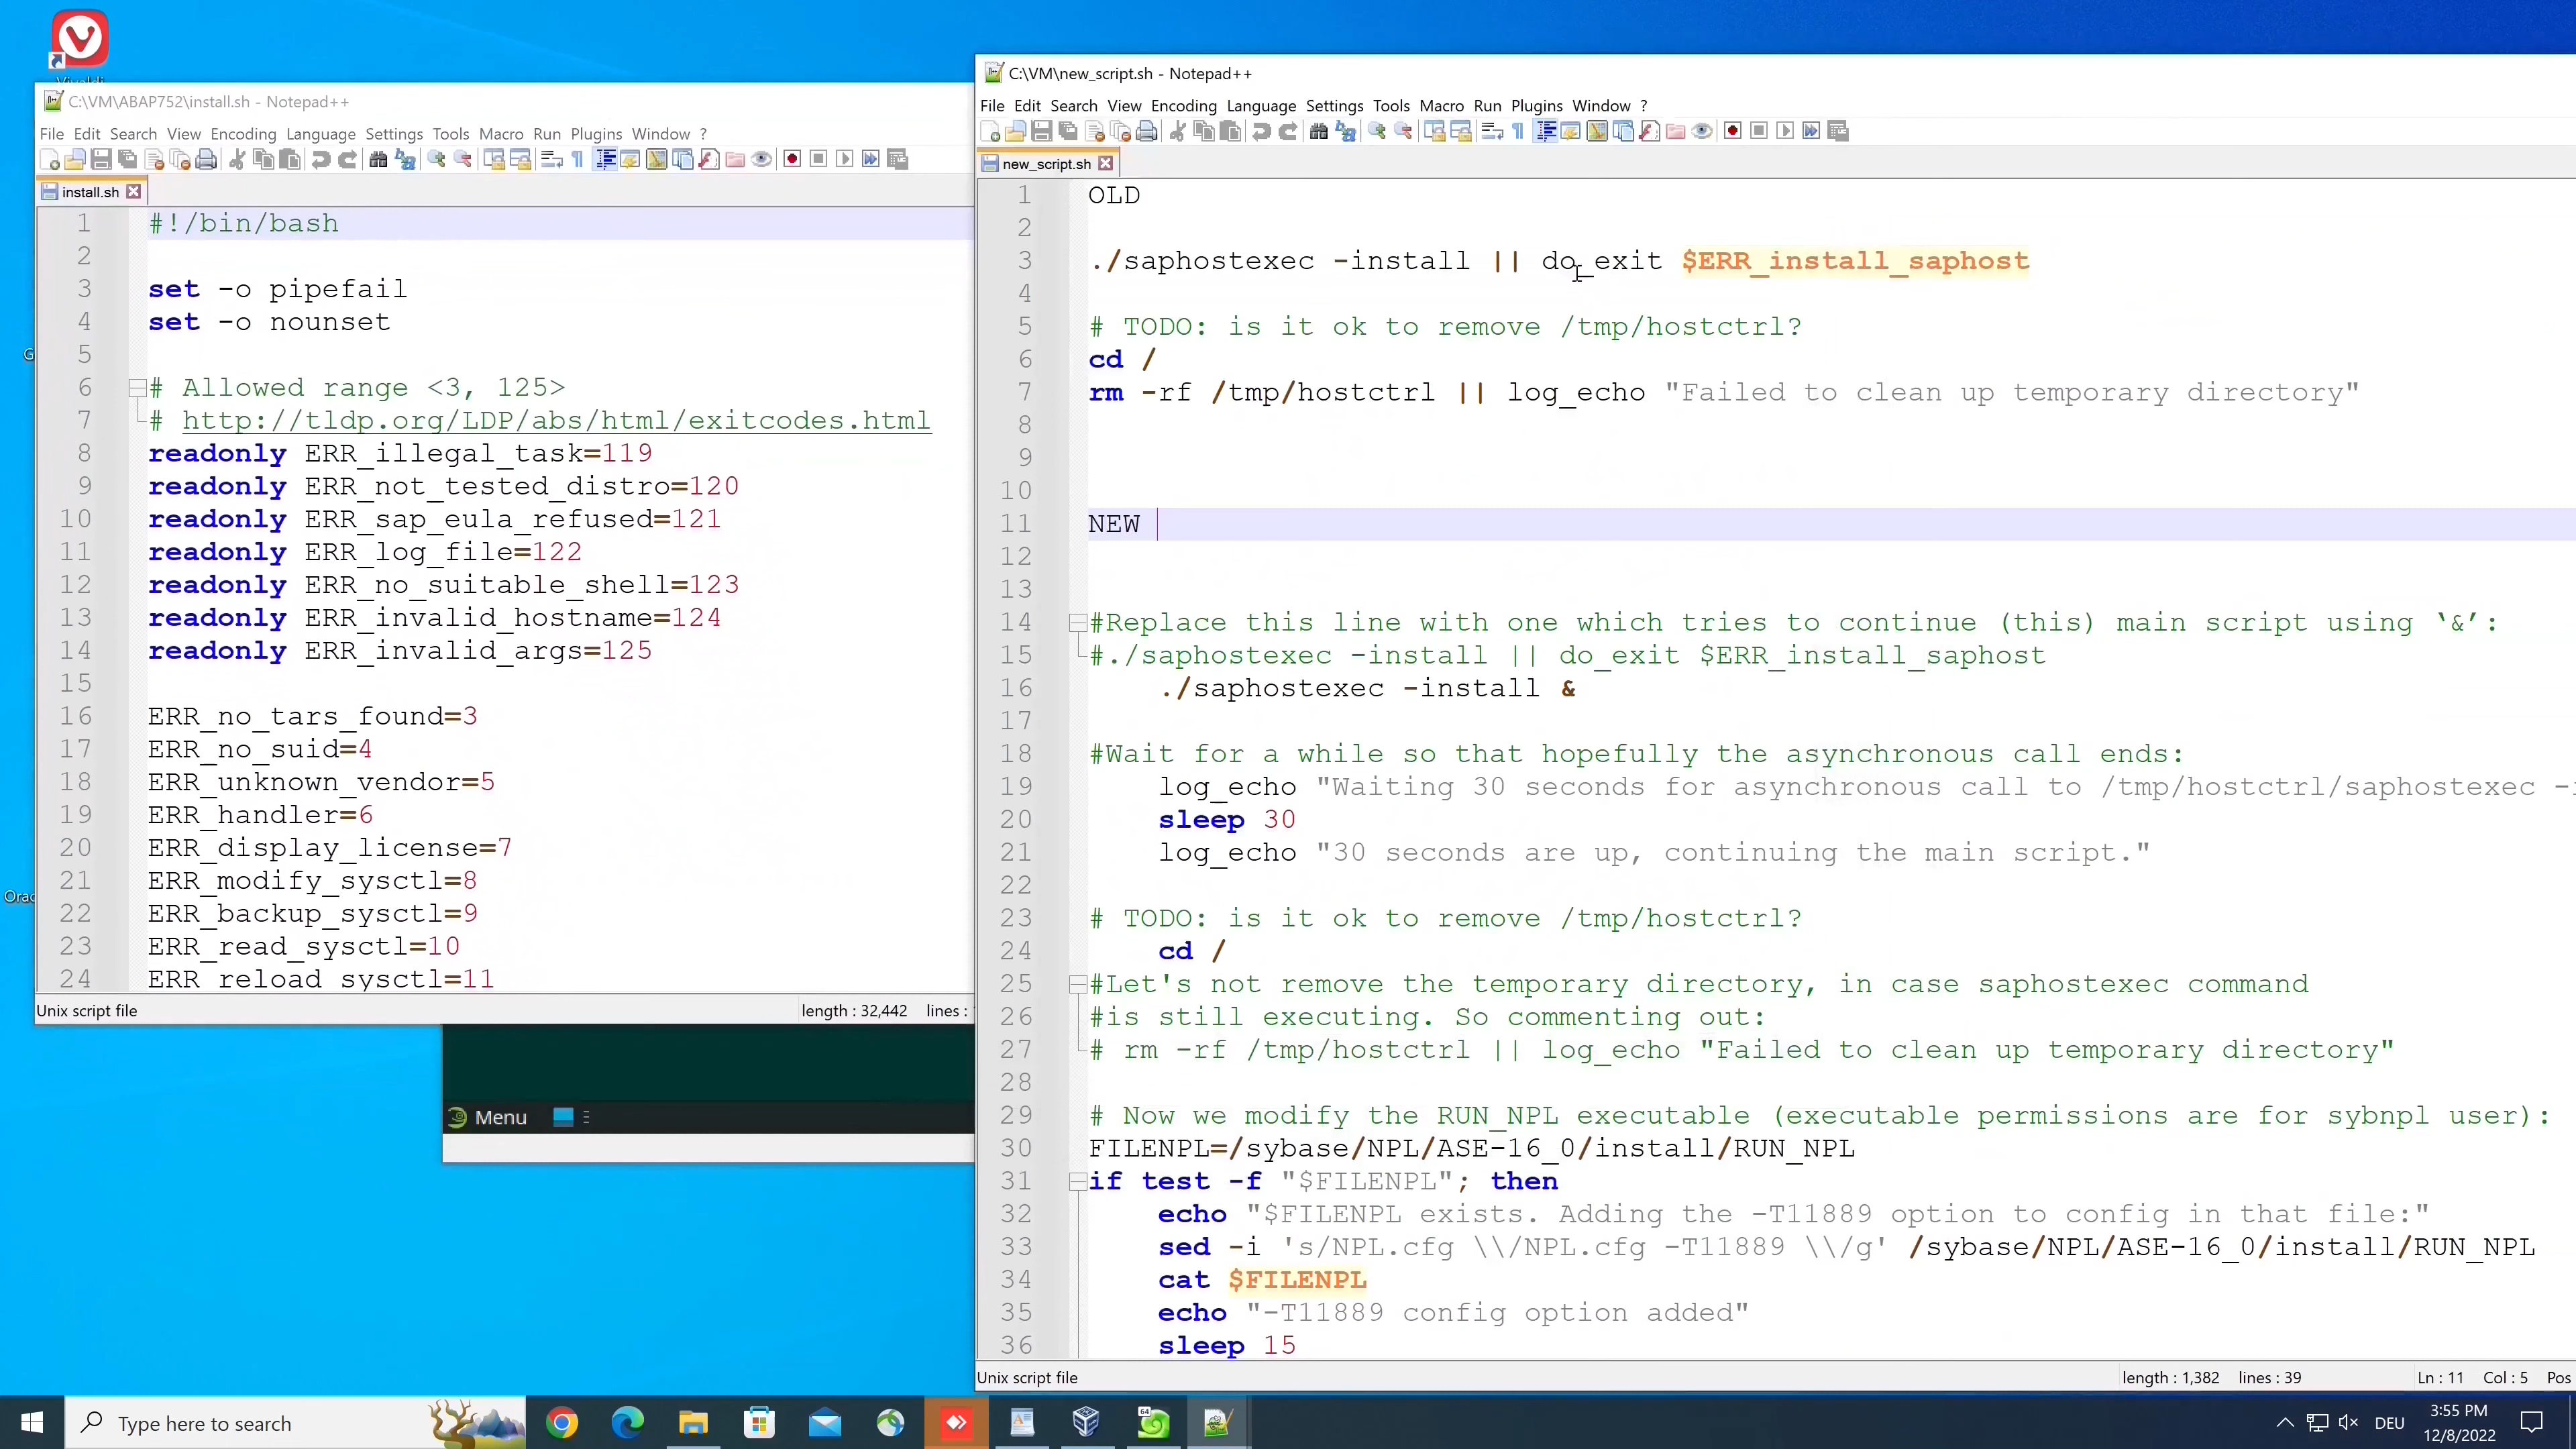 Vivaldi
C:\VM\ABAP752\install.sh - Notepad++
File Edit Search View Encoding Language Settings Tools Macro Run Plugins Window ?
install.sh
1 #!/bin/bash
2
3 set -o pipefail
4 set -o nounset
5
6 # Allowed range <3, 125>
7 # http://tldp.org/LDP/abs/html/exitcodes.html
8 readonly ERR_illegal_task=119
9 readonly ERR_not_tested_distro=120
10 readonly ERR_sap_eula_refused=121
11 readonly ERR_log_file=122
12 readonly ERR_no_suitable_shell=123
13 readonly ERR_invalid_hostname=124
14 readonly ERR_invalid_args=125
15
16 ERR_no_tars_found=3
17 ERR_no_suid=4
18 ERR_unknown_vendor=5
19 ERR_handler=6
20 ERR_display_license=7
21 ERR_modify_sysctl=8
22 ERR_backup_sysctl=9
23 ERR_read_sysctl=10
24 ERR_reload_sysctl=11
Unix script file length : 32,442 lines :
G
Orac
Menu
C:\VM\new_script.sh - Notepad++
File Edit Search View Encoding Language Settings Tools Macro Run Plugins Window ?
new_script.sh
1 OLD
2
3 ./saphostexec -install || do_exit $ERR_install_saphost
4
5 # TODO: is it ok to remove /tmp/hostctrl?
6 cd /
7 rm -rf /tmp/hostctrl || log_echo "Failed to clean up temporary directory"
8
9
10
11 NEW
12
13
14 #Replace this line with one which tries to continue (this) main script using ‘&’:
15 #./saphostexec -install || do_exit $ERR_install_saphost
16 ./saphostexec -install &
17
18 #Wait for a while so that hopefully the asynchronous call ends:
19 log_echo "Waiting 30 seconds for asynchronous call to /tmp/hostctrl/saphostexec -i
20 sleep 30
21 log_echo "30 seconds are up, continuing the main script."
22
23 # TODO: is it ok to remove /tmp/hostctrl?
24 cd /
25 #Let's not remove the temporary directory, in case saphostexec command
26 #is still executing. So commenting out:
27 # rm -rf /tmp/hostctrl || log_echo "Failed to clean up temporary directory"
28
29 # Now we modify the RUN_NPL executable (executable permissions are for sybnpl user):
30 FILENPL=/sybase/NPL/ASE-16_0/install/RUN_NPL
31 if test -f "$FILENPL"; then
32 echo "$FILENPL exists. Adding the -T11889 option to config in that file:"
33 sed -i 's/NPL.cfg \\/NPL.cfg -T11889 \\/g' /sybase/NPL/ASE-16_0/install/RUN_NPL
34 cat $FILENPL
35 echo "-T11889 config option added"
36 sleep 15
Unix script file length : 1,382 lines : 39 Ln : 11 Col : 5 Pos
Type here to search
64
DEU
3:55 PM
12/8/2022